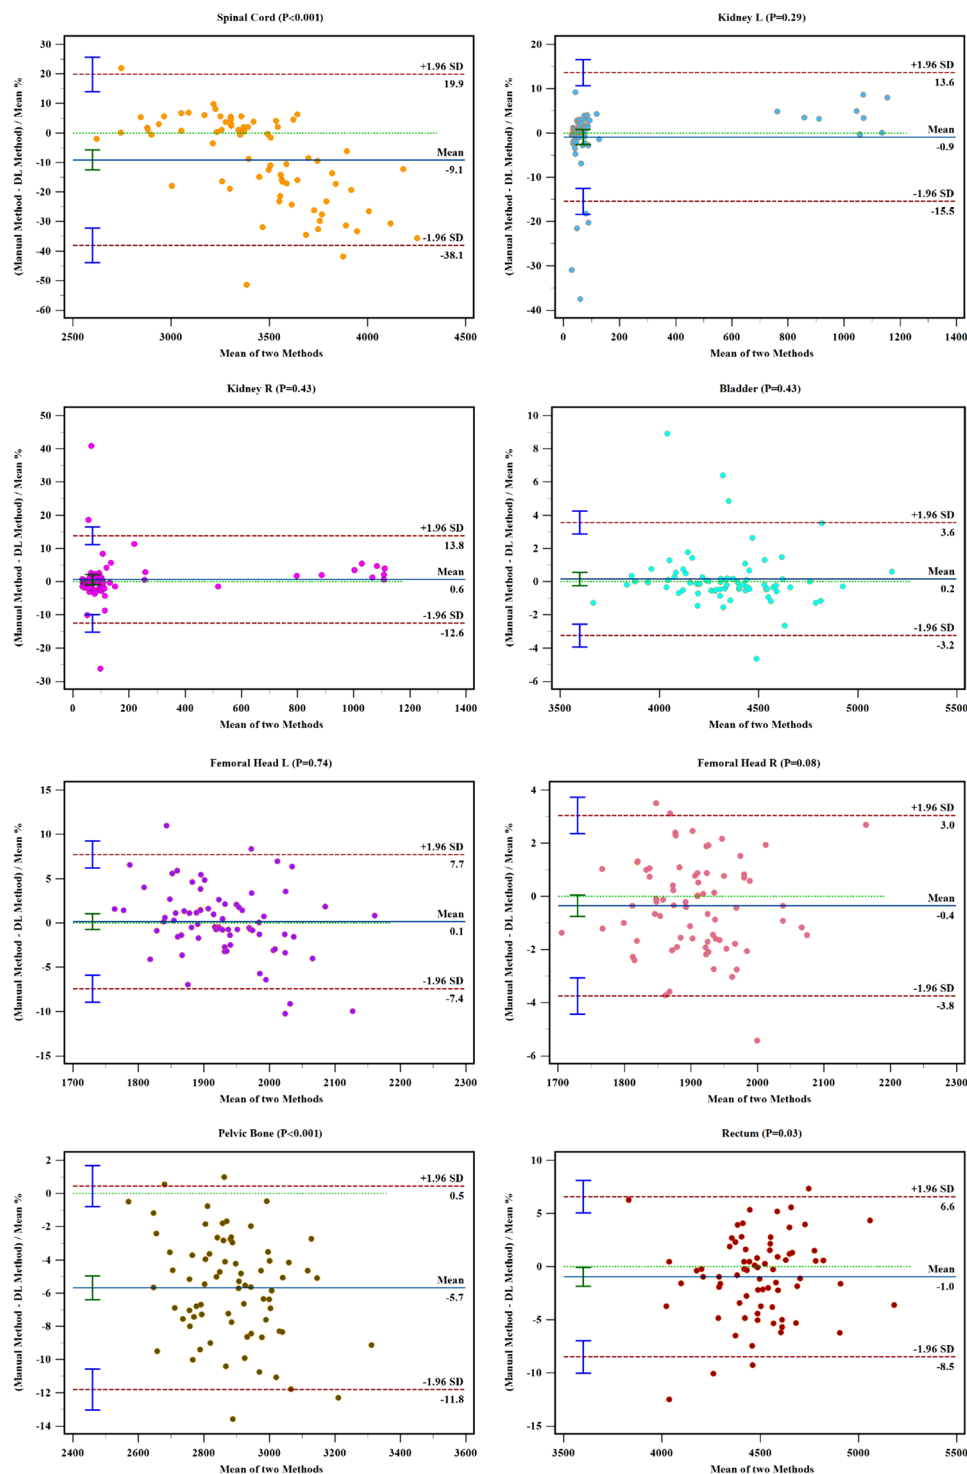 Spinal Cord (P<0.001)
(Manual Method - DL Method) / Mean %
30
20
10
0
-10
-20
-30
-40
-50
-60
+1.96 SD
19.9
Mean
-9.1
-1.96 SD
-38.1
2500 3000 3500 4000 4500
Mean of two Methods
Kidney L (P=0.29)
(Manual Method - DL Method) / Mean %
20
10
0
-10
-20
-30
-40
+1.96 SD
13.6
Mean
-0.9
-1.96 SD
-15.5
0 200 400 600 800 1000 1200 1400
Mean of two Methods
Kidney R (P=0.43)
(Manual Method - DL Method) / Mean %
50
40
30
20
10
0
-10
-20
-30
+1.96 SD
13.8
Mean
0.6
-1.96 SD
-12.6
0 200 400 600 800 1000 1200 1400
Mean of two Methods
Bladder (P=0.43)
(Manual Method - DL Method) / Mean %
10
8
6
4
2
0
-2
-4
-6
+1.96 SD
3.6
Mean
0.2
-1.96 SD
-3.2
3500 4000 4500 5000 5500
Mean of two Methods
Femoral Head L (P=0.74)
(Manual Method - DL Method) / Mean %
15
10
5
0
-5
-10
-15
+1.96 SD
7.7
Mean
0.1
-1.96 SD
-7.4
1700 1800 1900 2000 2100 2200 2300
Mean of two Methods
Femoral Head R (P=0.08)
(Manual Method - DL Method) / Mean %
4
2
0
-2
-4
-6
+1.96 SD
3.0
Mean
-0.4
-1.96 SD
-3.8
1700 1800 1900 2000 2100 2200 2300
Mean of two Methods
Pelvic Bone (P<0.001)
(Manual Method - DL Method) / Mean %
2
0
-2
-4
-6
-8
-10
-12
-14
+1.96 SD
0.5
Mean
-5.7
-1.96 SD
-11.8
2400 2600 2800 3000 3200 3400 3600
Mean of two Methods
Rectum (P=0.03)
(Manual Method - DL Method) / Mean %
10
5
0
-5
-10
-15
+1.96 SD
6.6
Mean
-1.0
-1.96 SD
-8.5
3500 4000 4500 5000 5500
Mean of two Methods